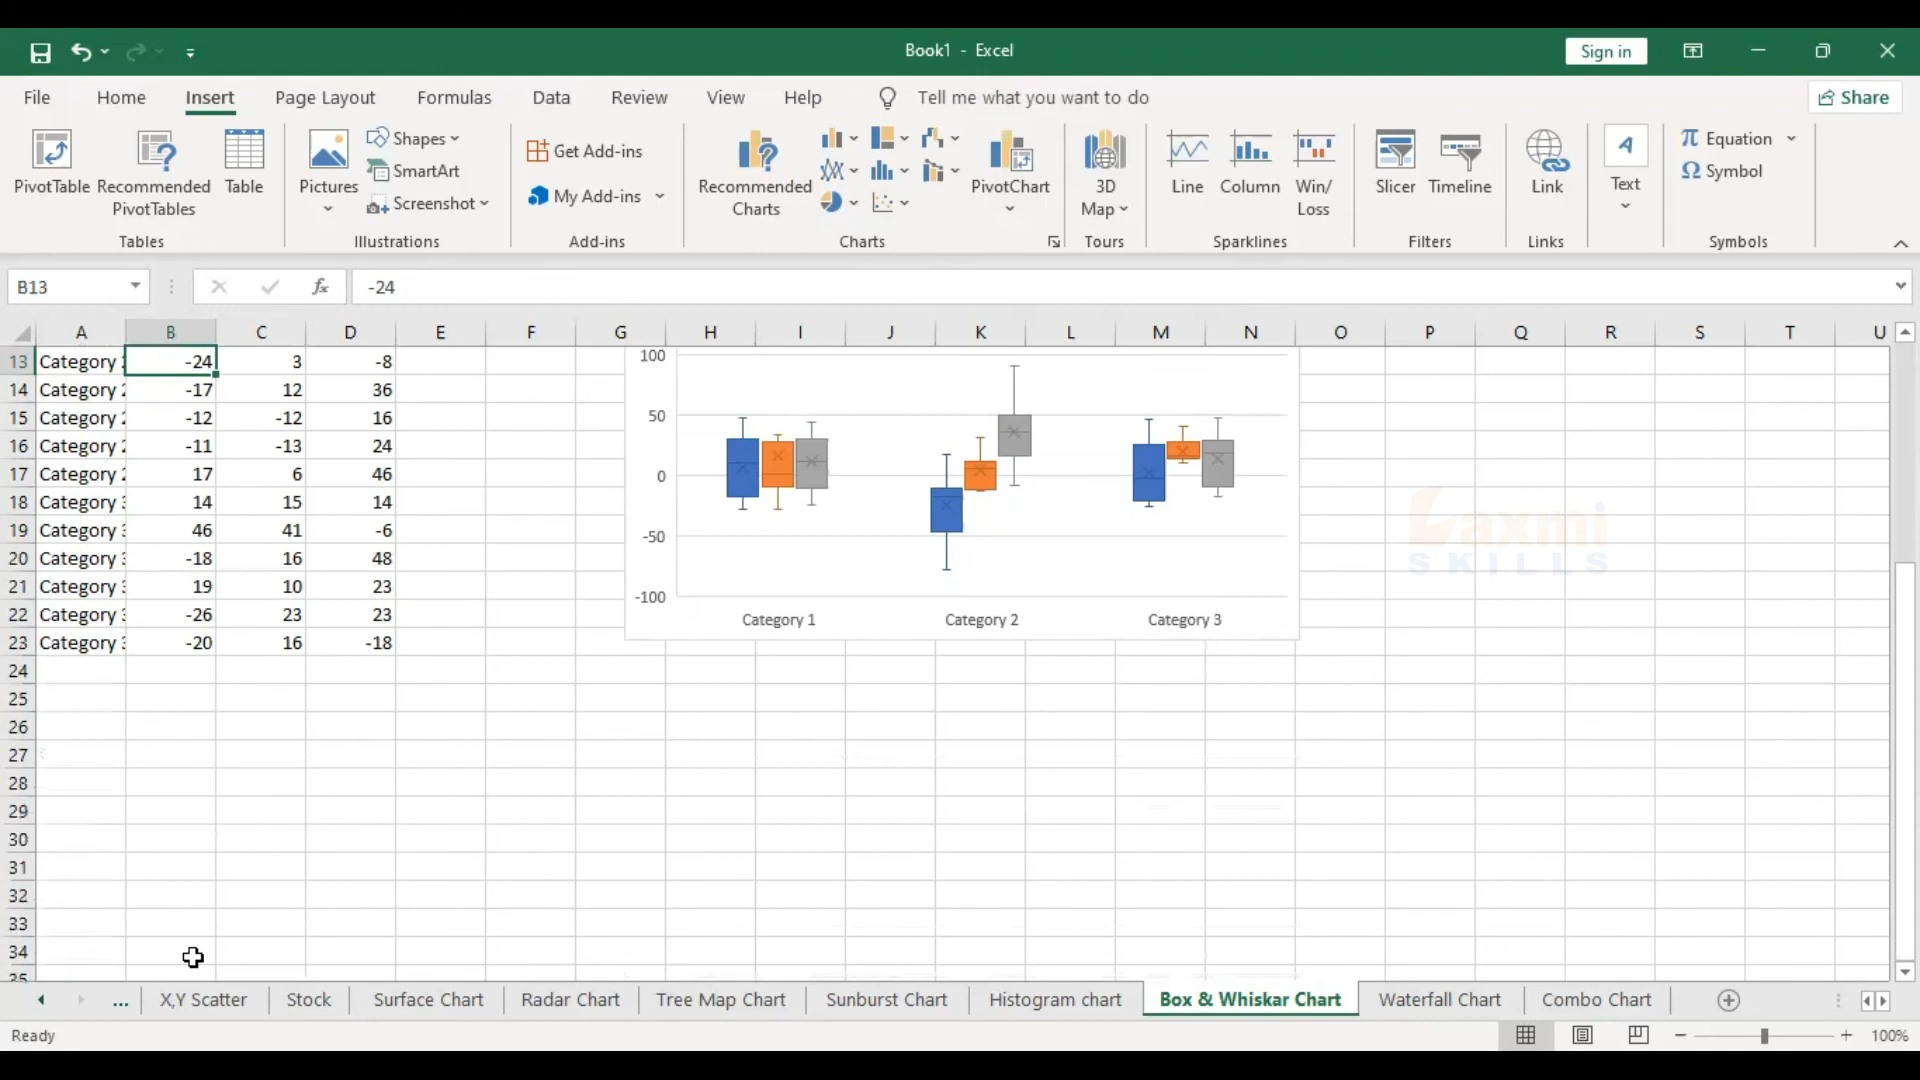 Book1 - Excel
Sign in
File Home Insert Page Layout Formulas Data Review View Help Tell me what you want to do Share
PivotTable
Recommended PivotTables
Table
Tables
Pictures
Shapes
SmartArt
Screenshot
Illustrations
Get Add-ins
My Add-ins
Add-ins
Recommended Charts
PivotChart
Charts
3D Map
Tours
Line
Column
Win/ Loss
Sparklines
Slicer
Timeline
Filters
Link
Links
A
Text
π Equation
Ω Symbol
Symbols
B13 fx -24
A B C D E F G H I J K L M N O P Q R S T U
13 Category -24 3 -8
14 Category -17 12 36
15 Category -12 -12 16
16 Category -11 -13 24
17 Category 17 6 46
18 Category 14 15 14
19 Category 46 41 -6
20 Category -18 16 48
21 Category 19 10 23
22 Category -26 23 23
23 Category -20 16 -18
24
25
26
27
28
29
30
31
32
33
34
35
100
50
0
-50
-100
Category 1 Category 2 Category 3
Laxmi
SKILLS
... X,Y Scatter Stock Surface Chart Radar Chart Tree Map Chart Sunburst Chart Histogram chart Box & Whiskar Chart Waterfall Chart Combo Chart
Ready 100%